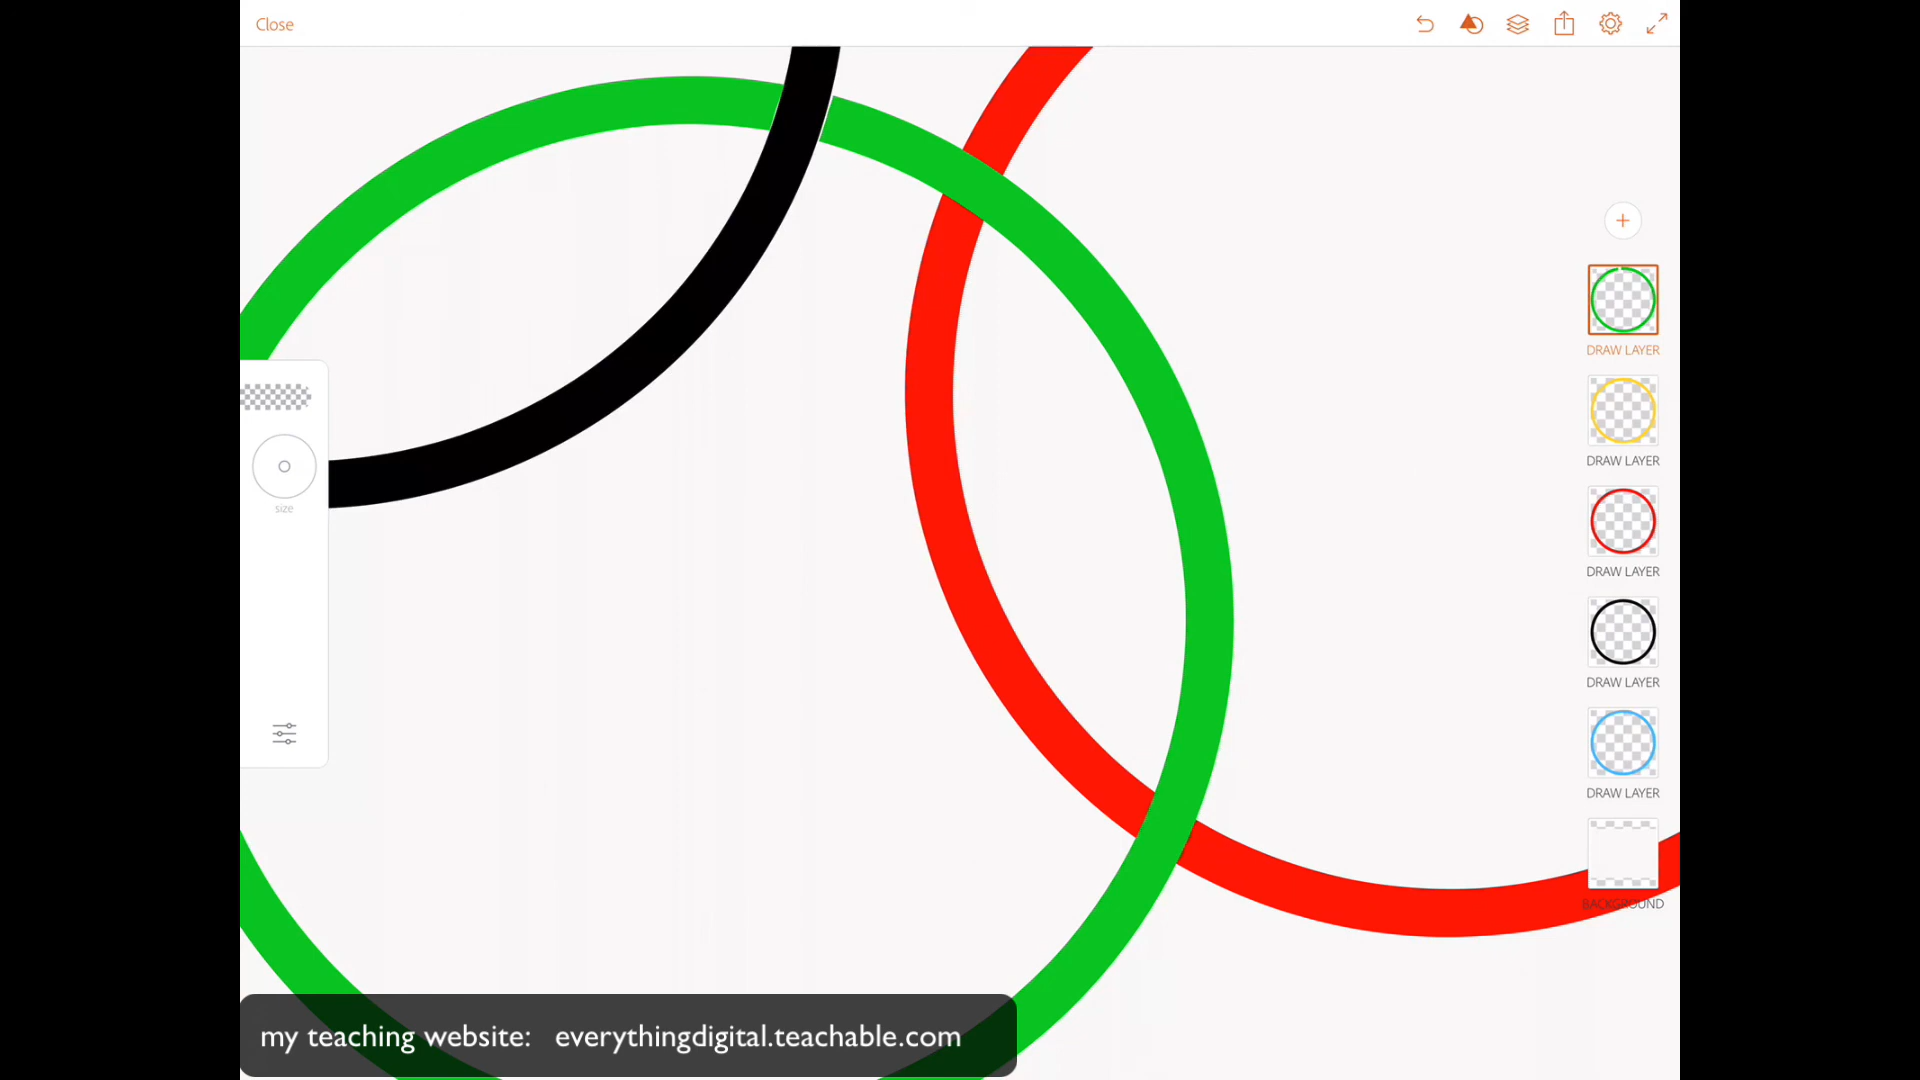 Close
DRAW LAYER
DRAW LAYER
size
DRAW LAYER
DRAW LAYER
DRAW LAYER
BACKGROUND
my teaching website: everythingdigital.teachable.com